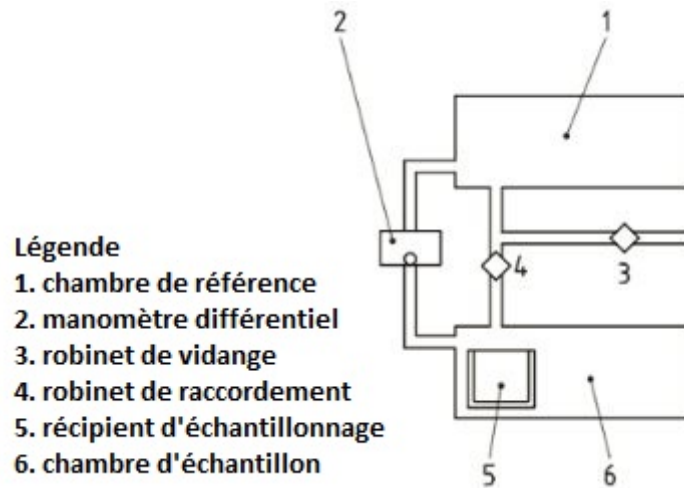 2
1
Légende
1. chambre de référence
2. manomètre différentiel
3. robinet de vidange
4. robinet de raccordement
5. récipient d'échantillonnage
6. chambre d'échantillon
4
3
5
6